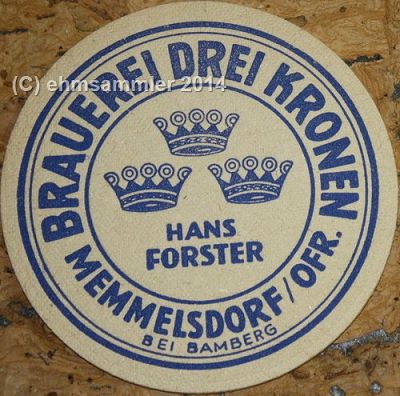 (C) ehmsammler 2014
BRAUEREI DREI KRONEN
HANS
FORSTER
MEMMELSDORF/OFR.
BEI BAMBERG